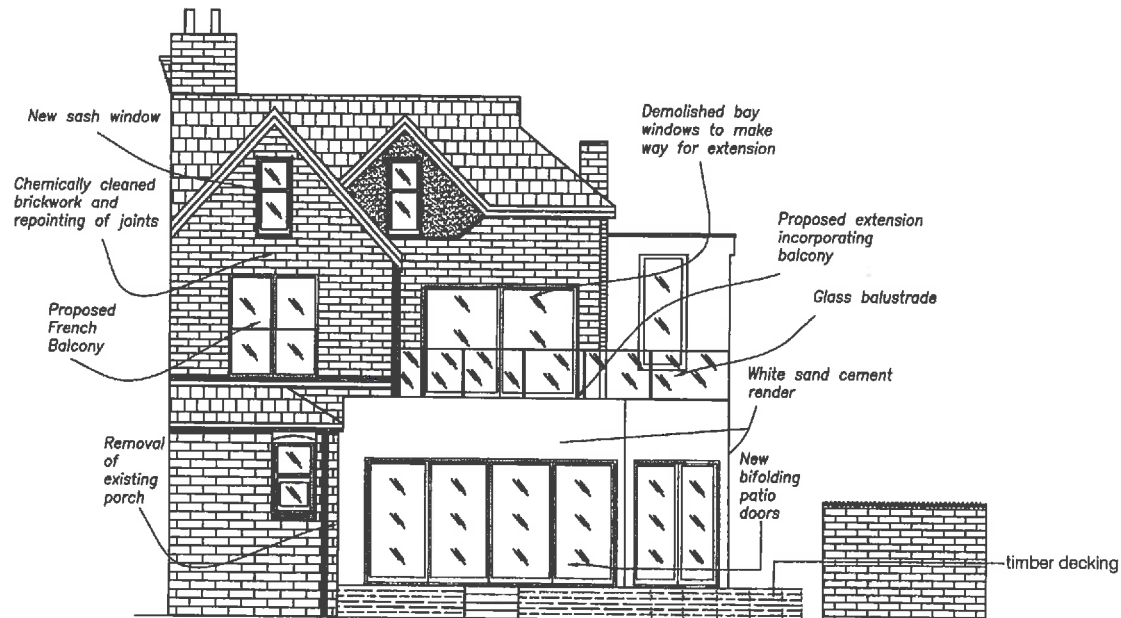 New sash window
Chemically cleaned
brickwork and
repointing of joints
Proposed
French
Balcony
Removal
of
existing
porch
Demolished bay
windows to make
way for extension
Proposed extension
incorporating
balcony
Glass balustrade
White sand cement
render
New
bifolding
patio
doors
timber decking